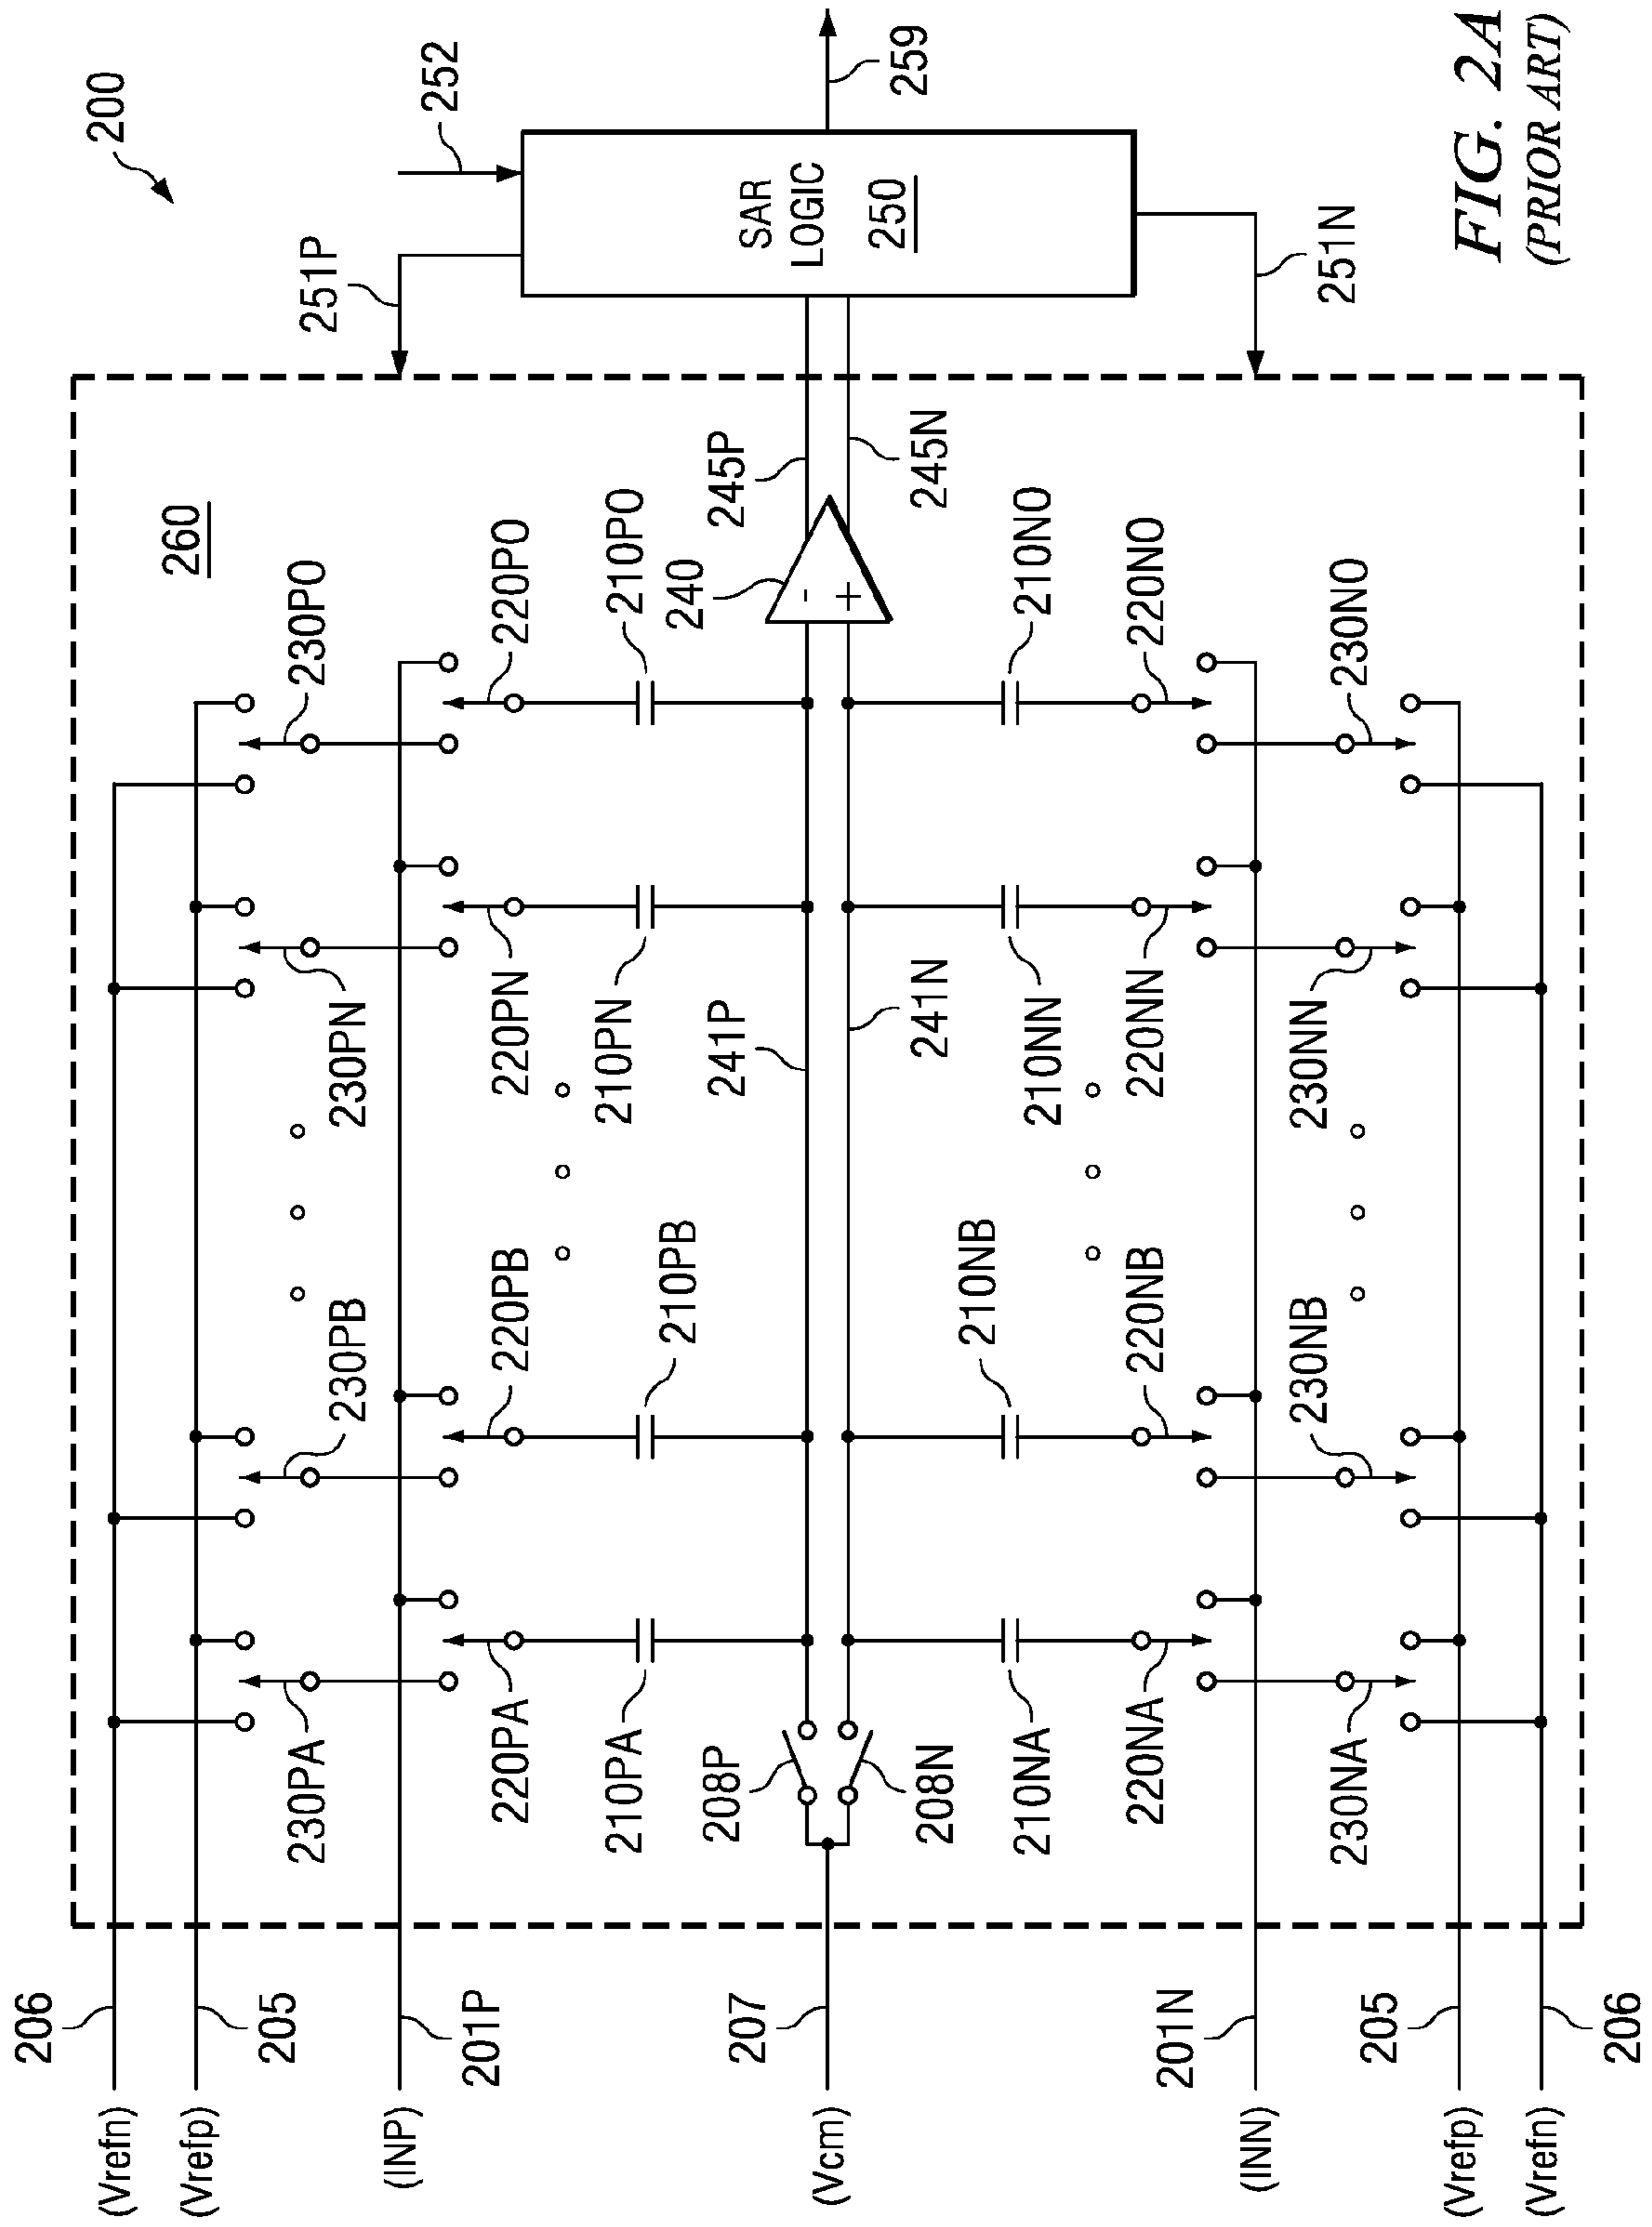 200
206
(Vrefn)
205
(Vrefp)
201P
(INP)
207
(Vcm)
201N
(INN)
205
(Vrefp)
206
(Vrefn)
260
230PA
230PB
230PN
230PO
220PA
220PB
220PN
220PO
210PA
210PB
210PN
210PO
208P
241P
240
245P
-
+
208N
241N
245N
210NA
210NB
210NN
210NO
220NA
220NB
220NN
220NO
230NA
230NB
230NN
230NO
251P
252
SAR
LOGIC
250
259
251N
FIG. 2A
(PRIOR ART)